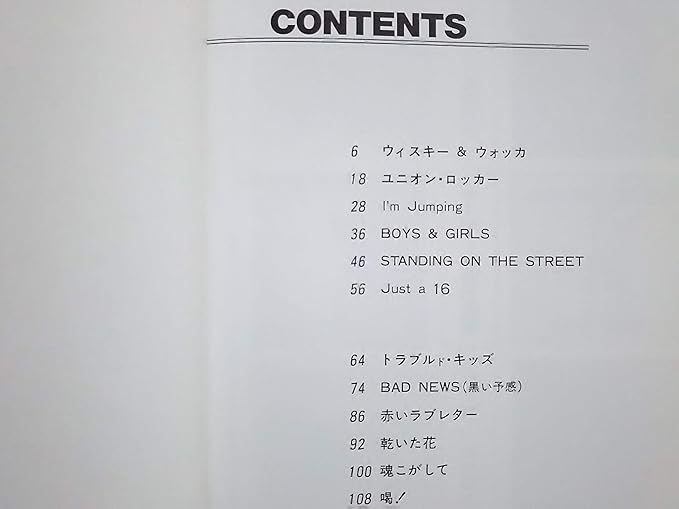 CONTENTS
6 ウィスキー & ウォッカ
18 ユニオン・ロッカー
28 I'm Jumping
36 BOYS & GIRLS
46 STANDING ON THE STREET
56 Just a 16
64 トラブルド・キッズ
74 BAD NEWS(黒い予感)
86 赤いラブレター
92 乾いた花
100 魂こがして
108 喝!